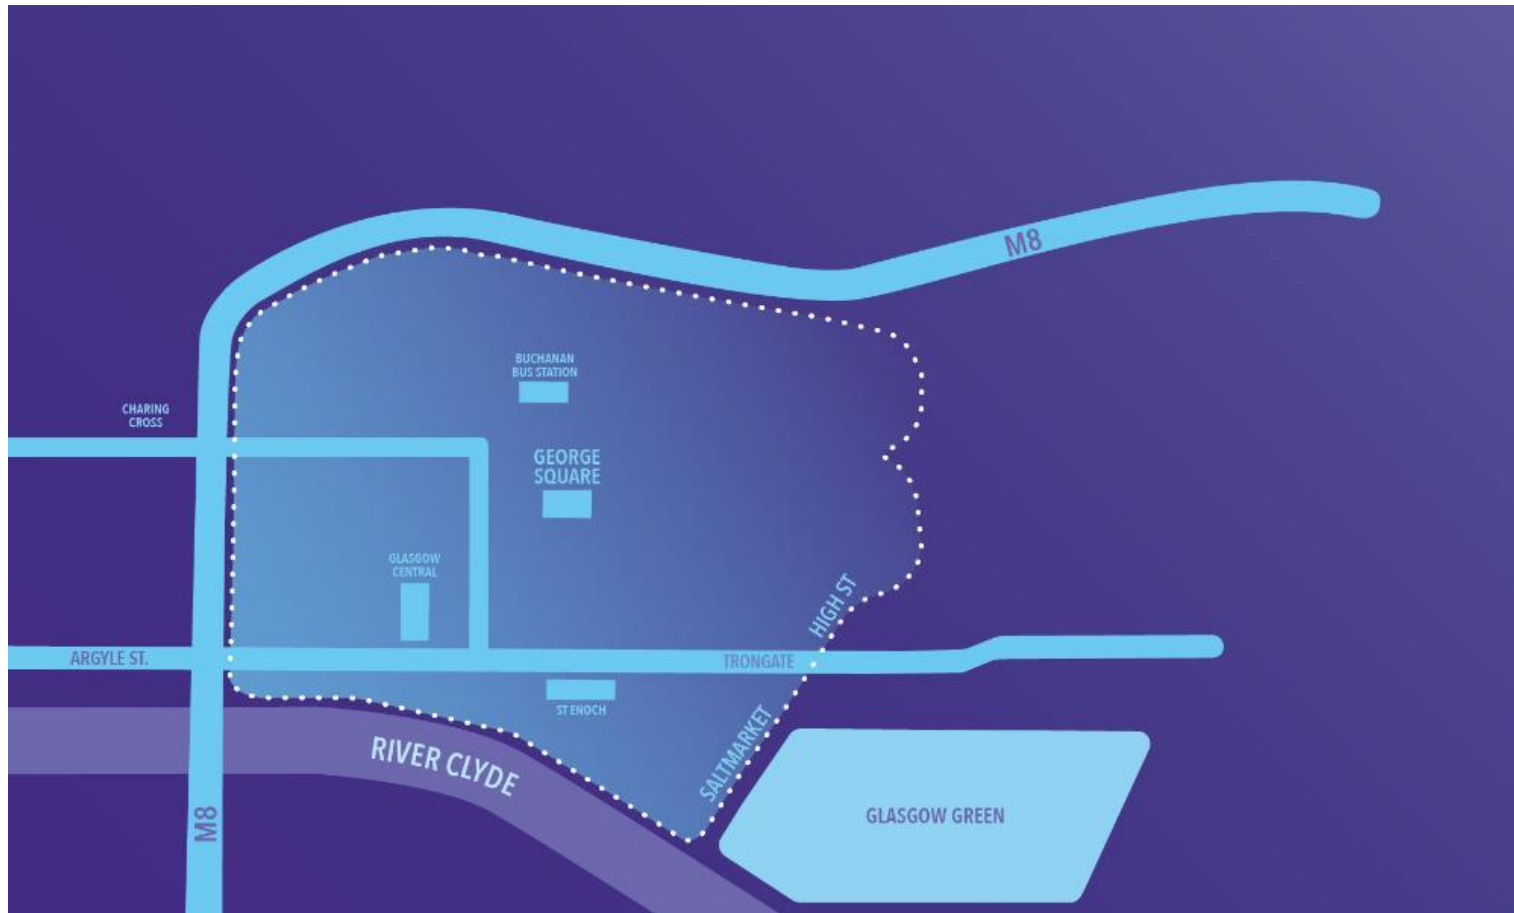 M8
BUCHANAN
BUS STATION
CHARING
CROSS
GEORGE
SQUARE
GLASGOW
CENTRAL
HIGH ST
ARGYLE ST.
TRONGATE
ST ENOCH
SALTMARKET
RIVER CLYDE
M8
GLASGOW GREEN